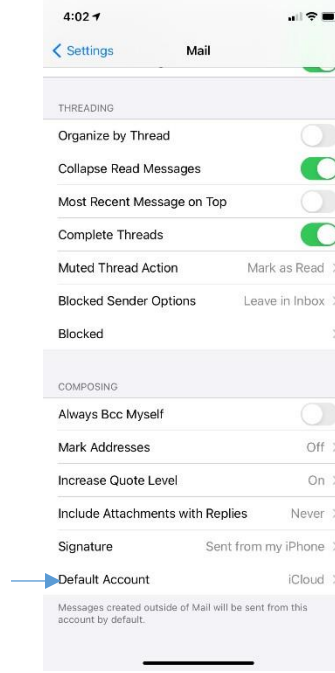 4:02
Settings Mail
THREADING
Organize by Thread
Collapse Read Messages
Most Recent Message on Top
Complete Threads
Muted Thread Action Mark as Read
Blocked Sender Options Leave in Inbox
Blocked
COMPOSING
Always Bcc Myself
Mark Addresses Off
Increase Quote Level On
Include Attachments with Replies Never
Signature Sent from my iPhone
Default Account iCloud
Messages created outside of Mail will be sent from this
account by default.